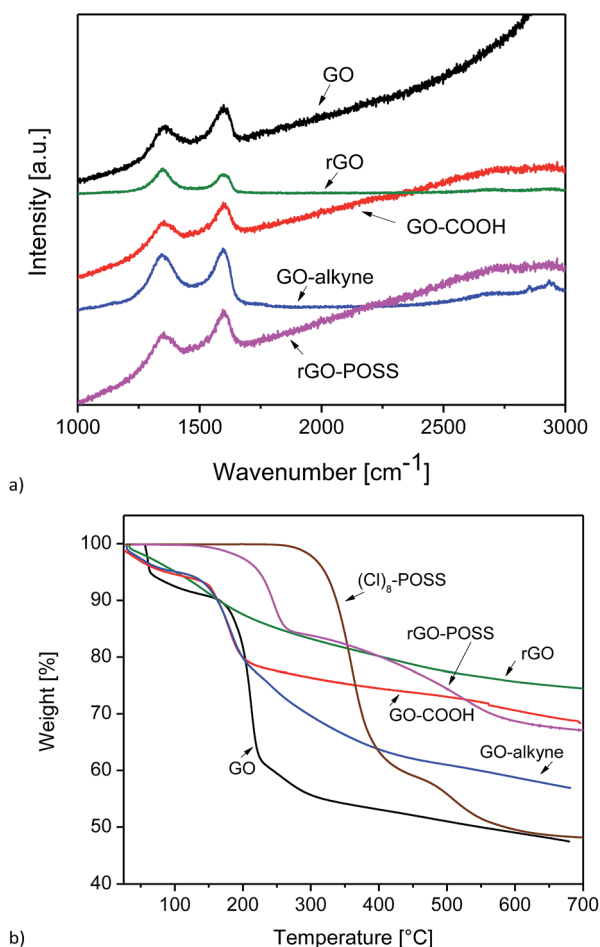 GO
rGO
GO-COOH
GO-alkyne
rGO-POSS
Intensity [a.u.]
1000 1500 2000 2500 3000
Wavenumber [cm-1]
a)
100
90
80
70
60
50
40
(Cl)8-POSS
rGO-POSS
rGO
GO-COOH
GO-alkyne
GO
Weight [%]
100 200 300 400 500 600 700
Temperature [°C]
b)